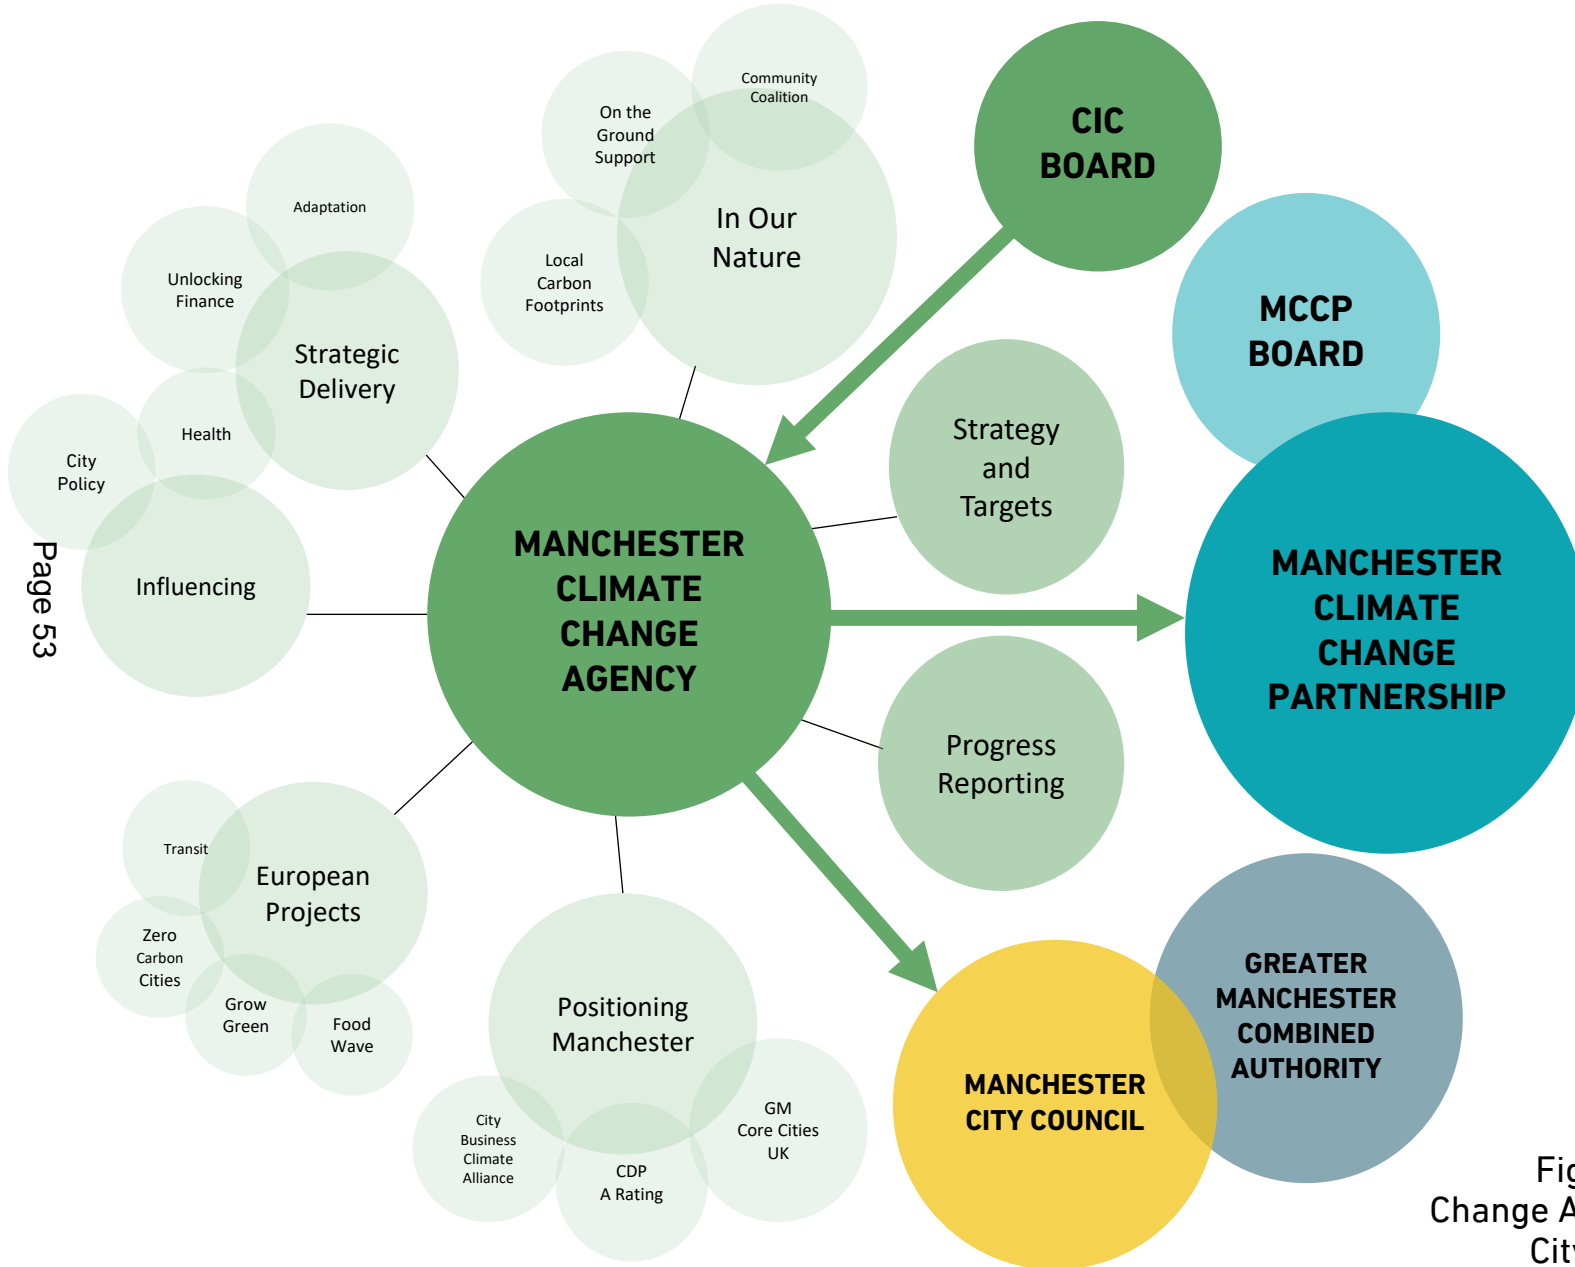 Community
Coalition
On the
Ground
Support
In Our
Nature
Local
Carbon
Footprints
CIC
BOARD
MCCP
BOARD
Adaptation
Unlocking
Finance
Strategic
Delivery
Health
City
Policy
Influencing
Page 53
Strategy
and
Targets
MANCHESTER
CLIMATE
CHANGE
AGENCY
MANCHESTER
CLIMATE
CHANGE
PARTNERSHIP
Progress
Reporting
Transit
European
Projects
Zero
Carbon
Cities
Grow
Green
Food
Wave
Positioning
Manchester
City
Business
Climate
Alliance
CDP
A Rating
GM
Core Cities
UK
MANCHESTER
CITY COUNCIL
GREATER
MANCHESTER
COMBINED
AUTHORITY
Fig
Change A
City